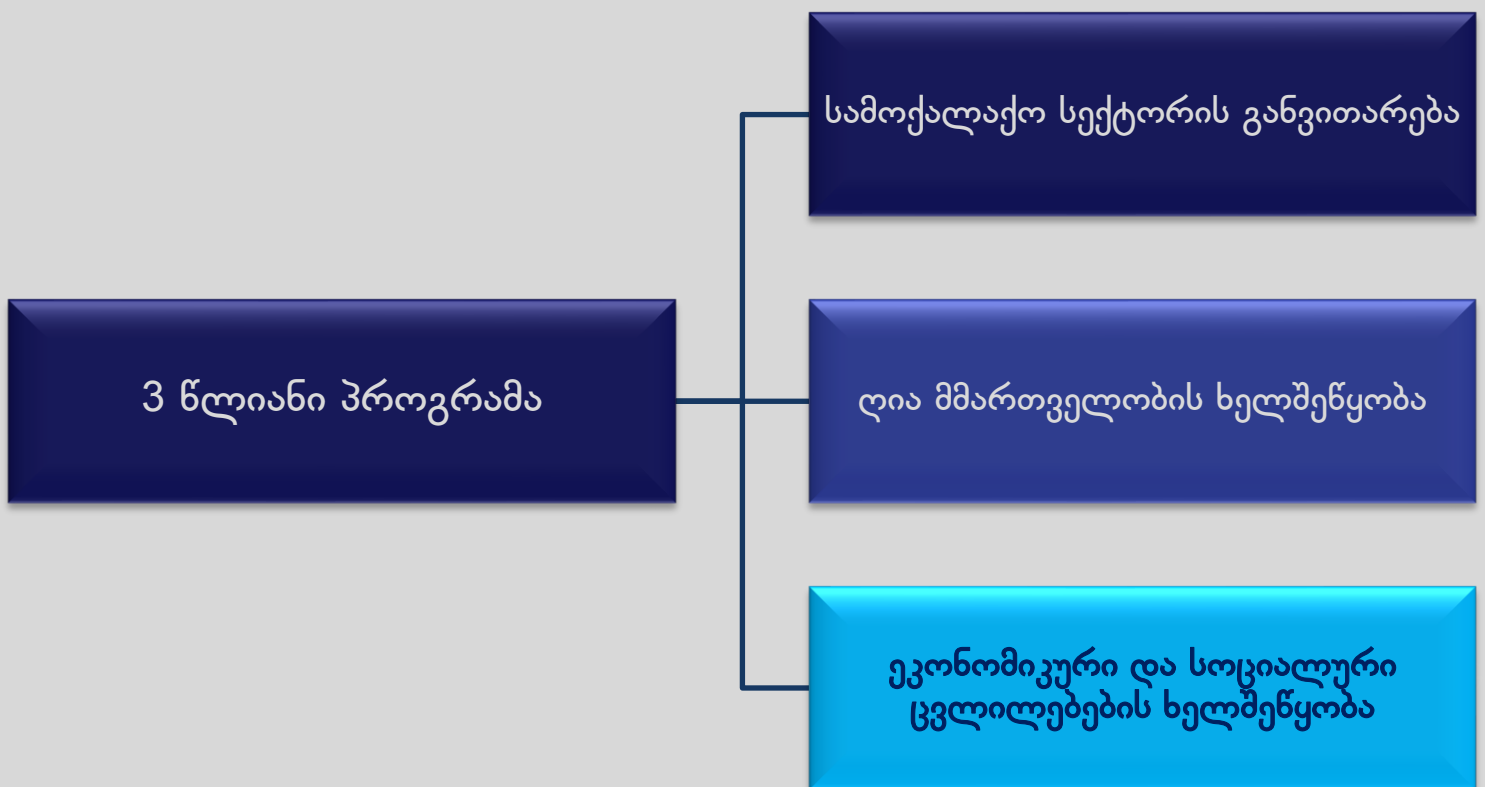 სამოქალაქო სექტორის განვითარება
3 წლიანი პროგრამა
ღია მმართველობის ხელშეწყობა
ეკონომიკური და სოციალური
ცვლილებების ხელშეწყობა